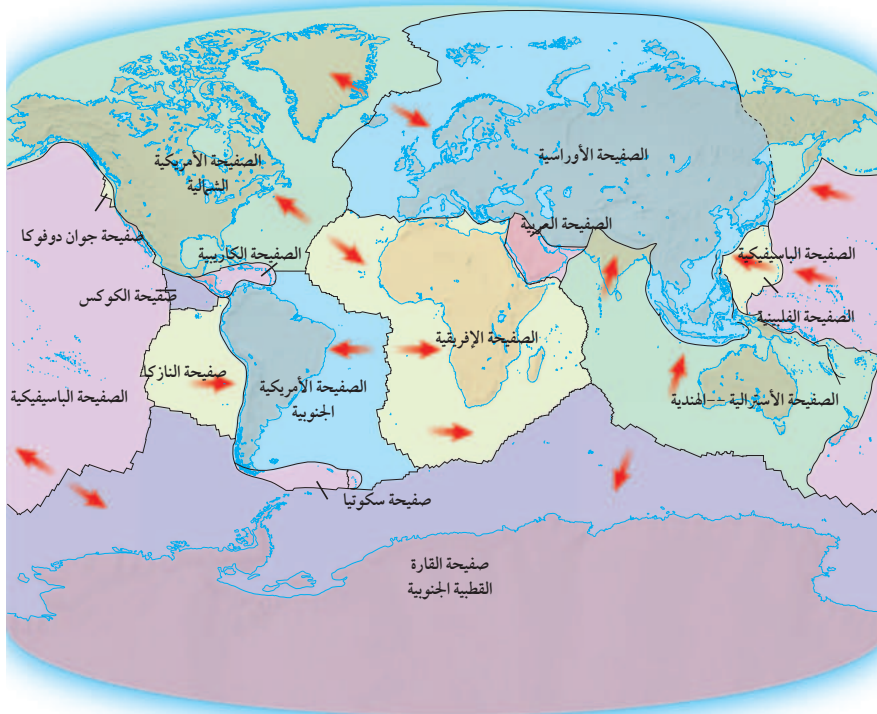 الصفيحة الأوراسية
الصفيحة الأمريكية
الشمالية
الصفيحة العربية
صفيحة جوان دوفوكا
الصفيحة الكاريبية
الصفيحة الباسيفيكية
صفيحة الكوكس
الصفيحة الفلبينية
الصفيحة الإفريقية
صفيحة النازكا
الصفيحة الأمريكية
الجنوبية
الصفيحة الباسيفيكية
الصفيحة الأسترالية --الهندية
صفيحة سكوتيا
صفيحة القارة
القطبية الجنوبية